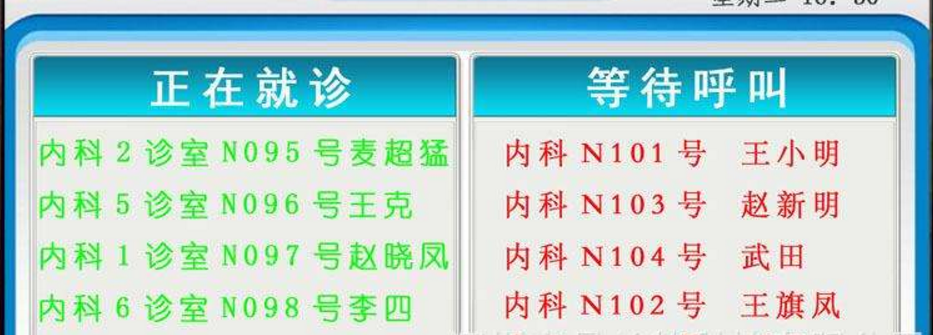 正在就诊
内科 2 诊室 N095 号麦超猛
内科 5 诊室 N096 号王克
内科 1 诊室 N097 号赵晓凤
内科 6 诊室 N098 号李四
等待呼叫
内科 N101 号 王小明
内科 N103 号 赵新明
内科 N104 号 武田
内科 N102 号 王旗凤